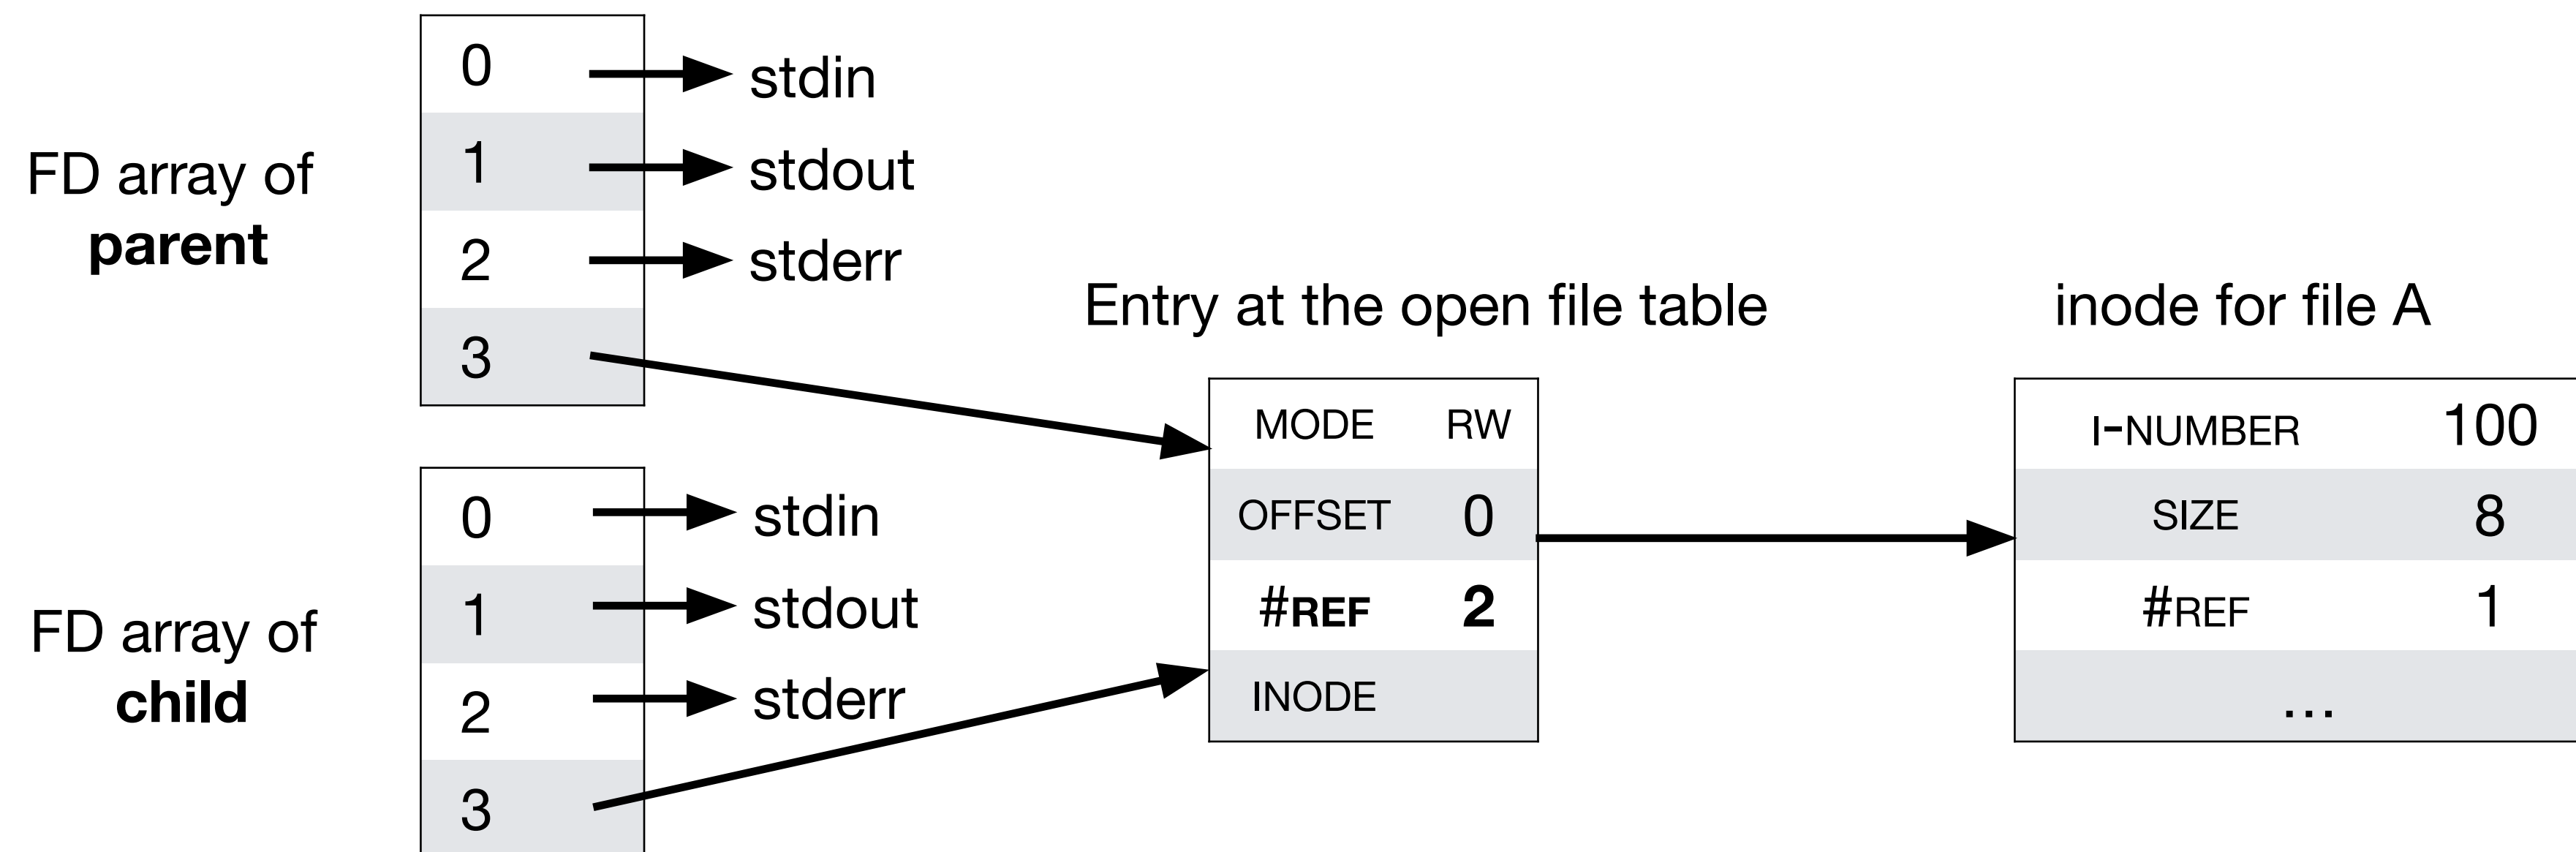 0 stdin
1 stdout
2 stderr
3
FD array of
parent
Entry at the open file table
MODE RW
OFFSET 0
#REF 2
INODE
inode for file A
I-NUMBER 100
SIZE 8
#REF 1
...
0 stdin
1 stdout
2 stderr
3
FD array of
child